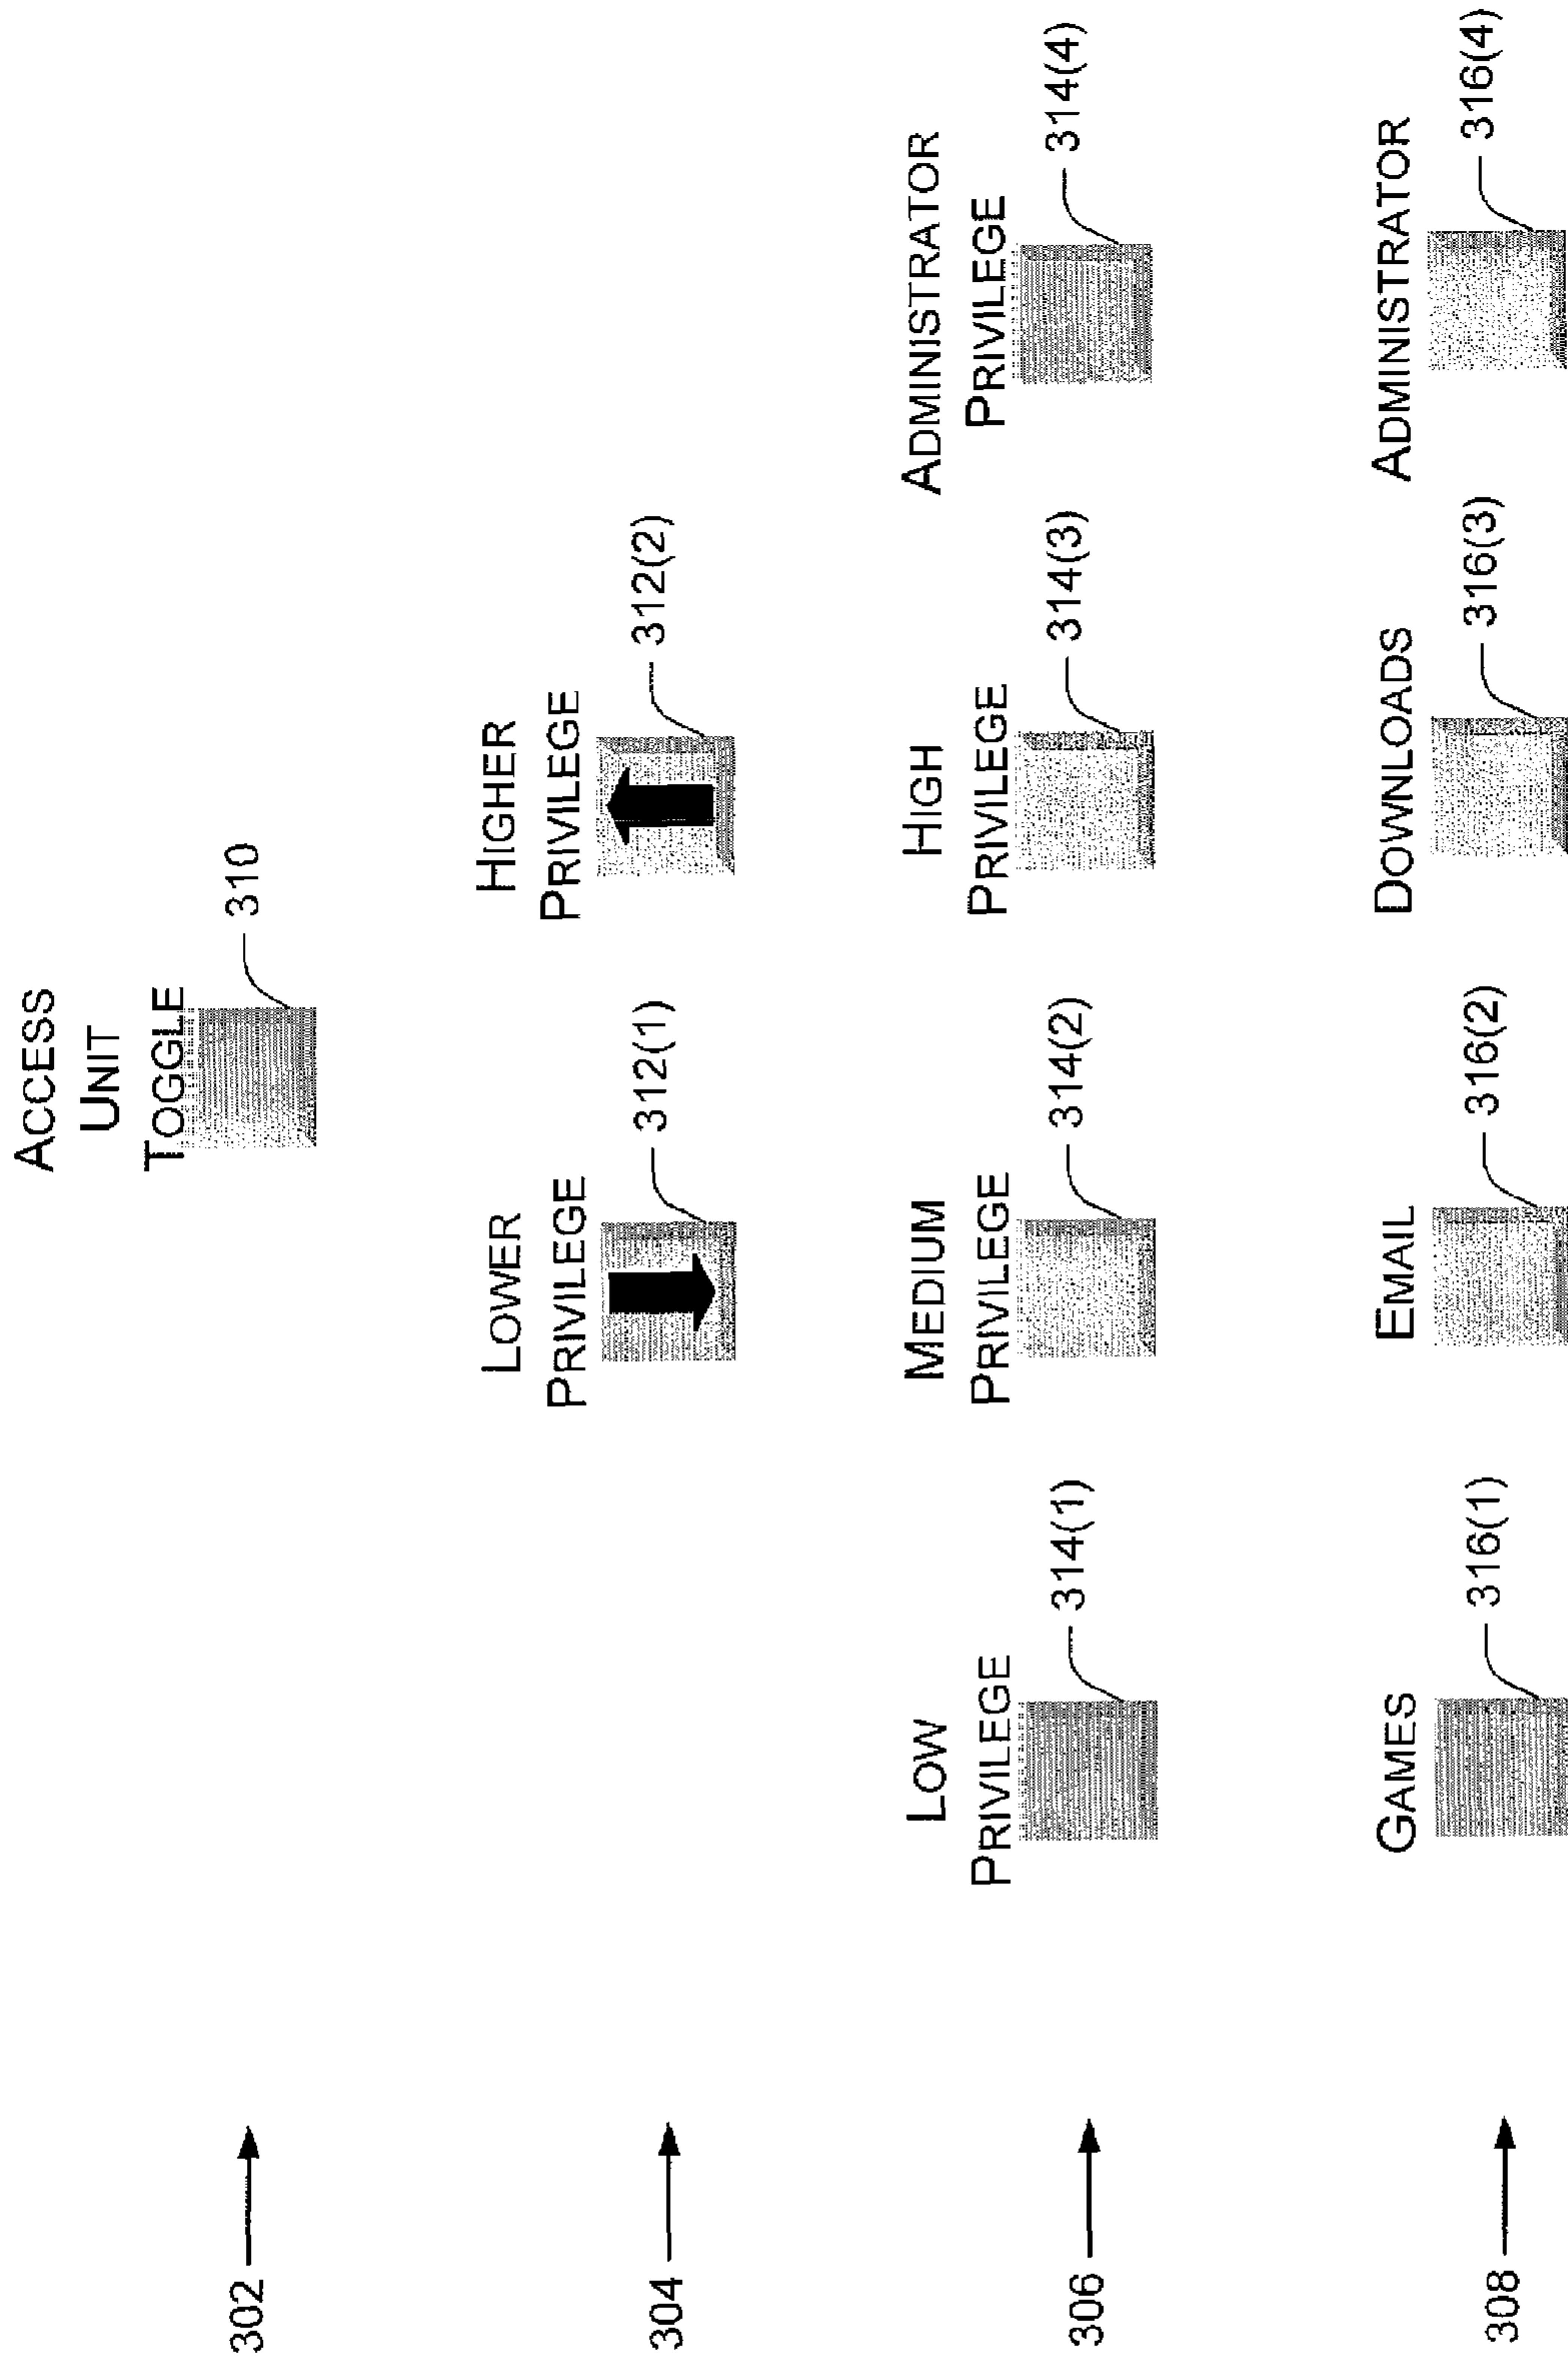 ACCESS
UNIT
TOGGLE
310
302
LOWER
PRIVILEGE
312(1)
HIGHER
PRIVILEGE
312(2)
304
LOW
PRIVILEGE
314(1)
MEDIUM
PRIVILEGE
314(2)
HIGH
PRIVILEGE
314(3)
ADMINISTRATOR
PRIVILEGE
314(4)
306
GAMES
316(1)
EMAIL
316(2)
DOWNLOADS
316(3)
ADMINISTRATOR
316(4)
308